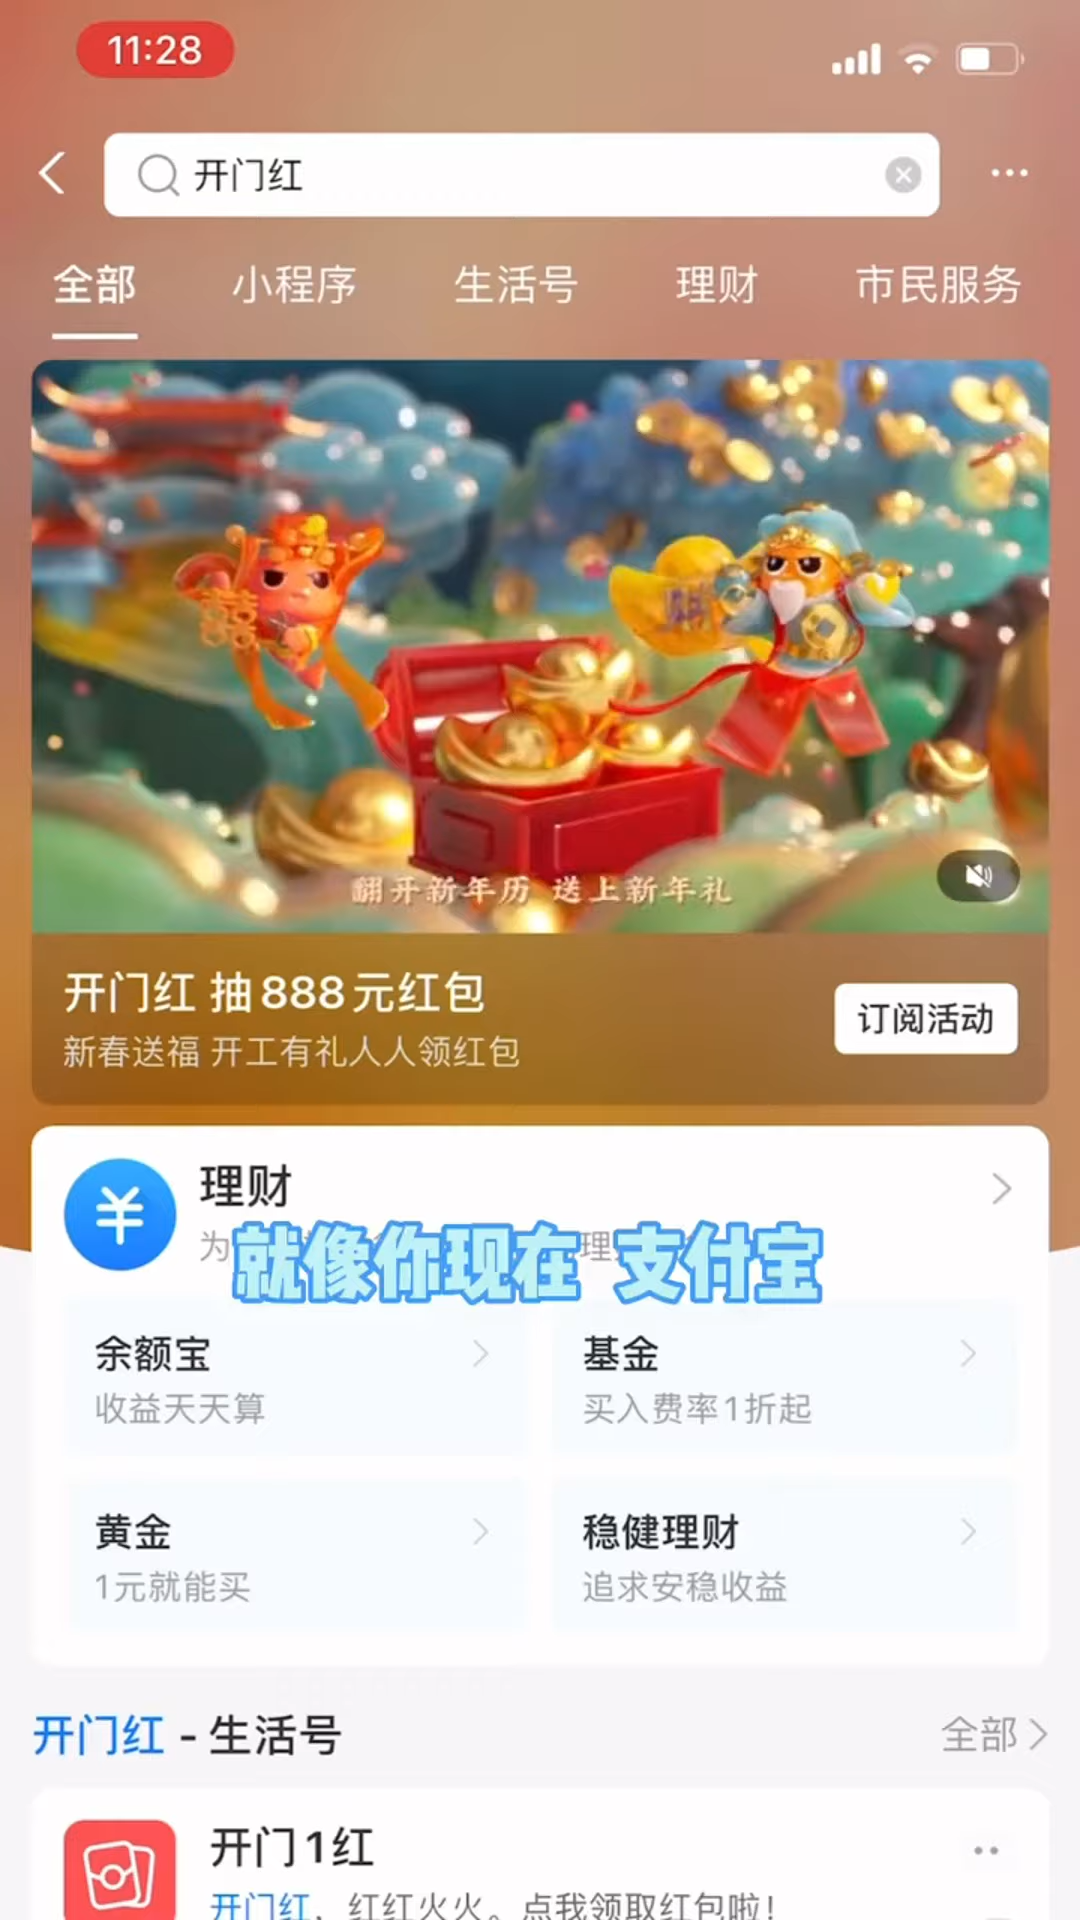 11:28
开门红
全部 小程序 生活号 理财 市民服务
财
翻开新年历 送上新年礼
开门红 抽888元红包
新春送福 开工有礼人人领红包
订阅活动
理财
为
理
就像你现在 支付宝
余额宝
收益天天算
基金
买入费率1折起
黄金
1元就能买
稳健理财
追求安稳收益
开门红 - 生活号
全部
开门1红
开门红，红红火火。点我领取红包啦！